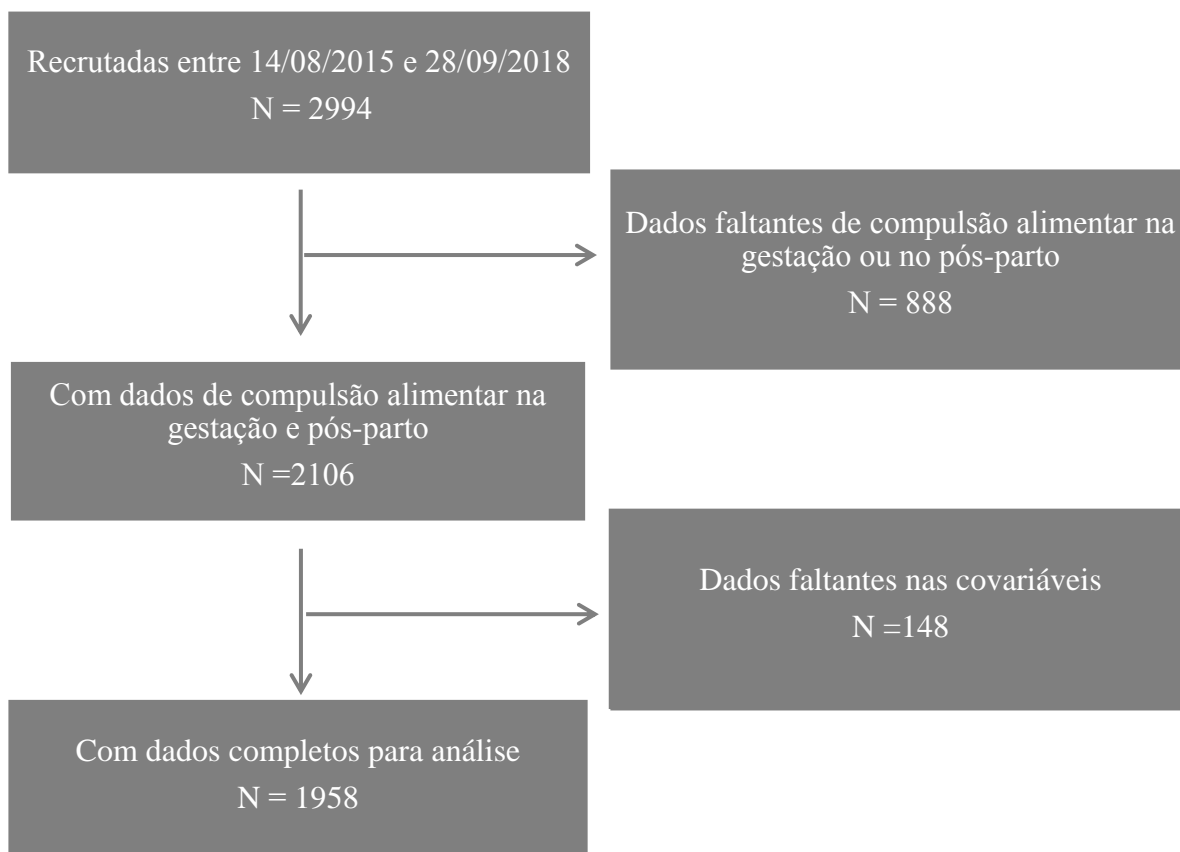 Recrutadas entre 14/08/2015 e 28/09/2018
N = 2994
Dados faltantes de compulsão alimentar na
gestação ou no pós-parto
N = 888
Com dados de compulsão alimentar na
gestação e pós-parto
N =2106
Dados faltantes nas covariáveis
N =148
Com dados completos para análise
N = 1958